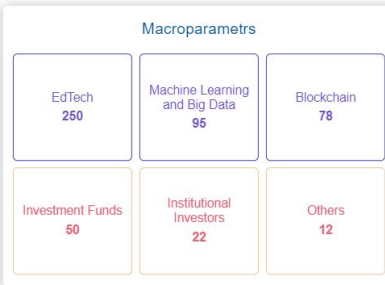 Macroparametrs
EdTech
250
Machine Learning
and Big Data
95
Blockchain
78
Investment Funds
50
Institutional
Investors
22
Others
12